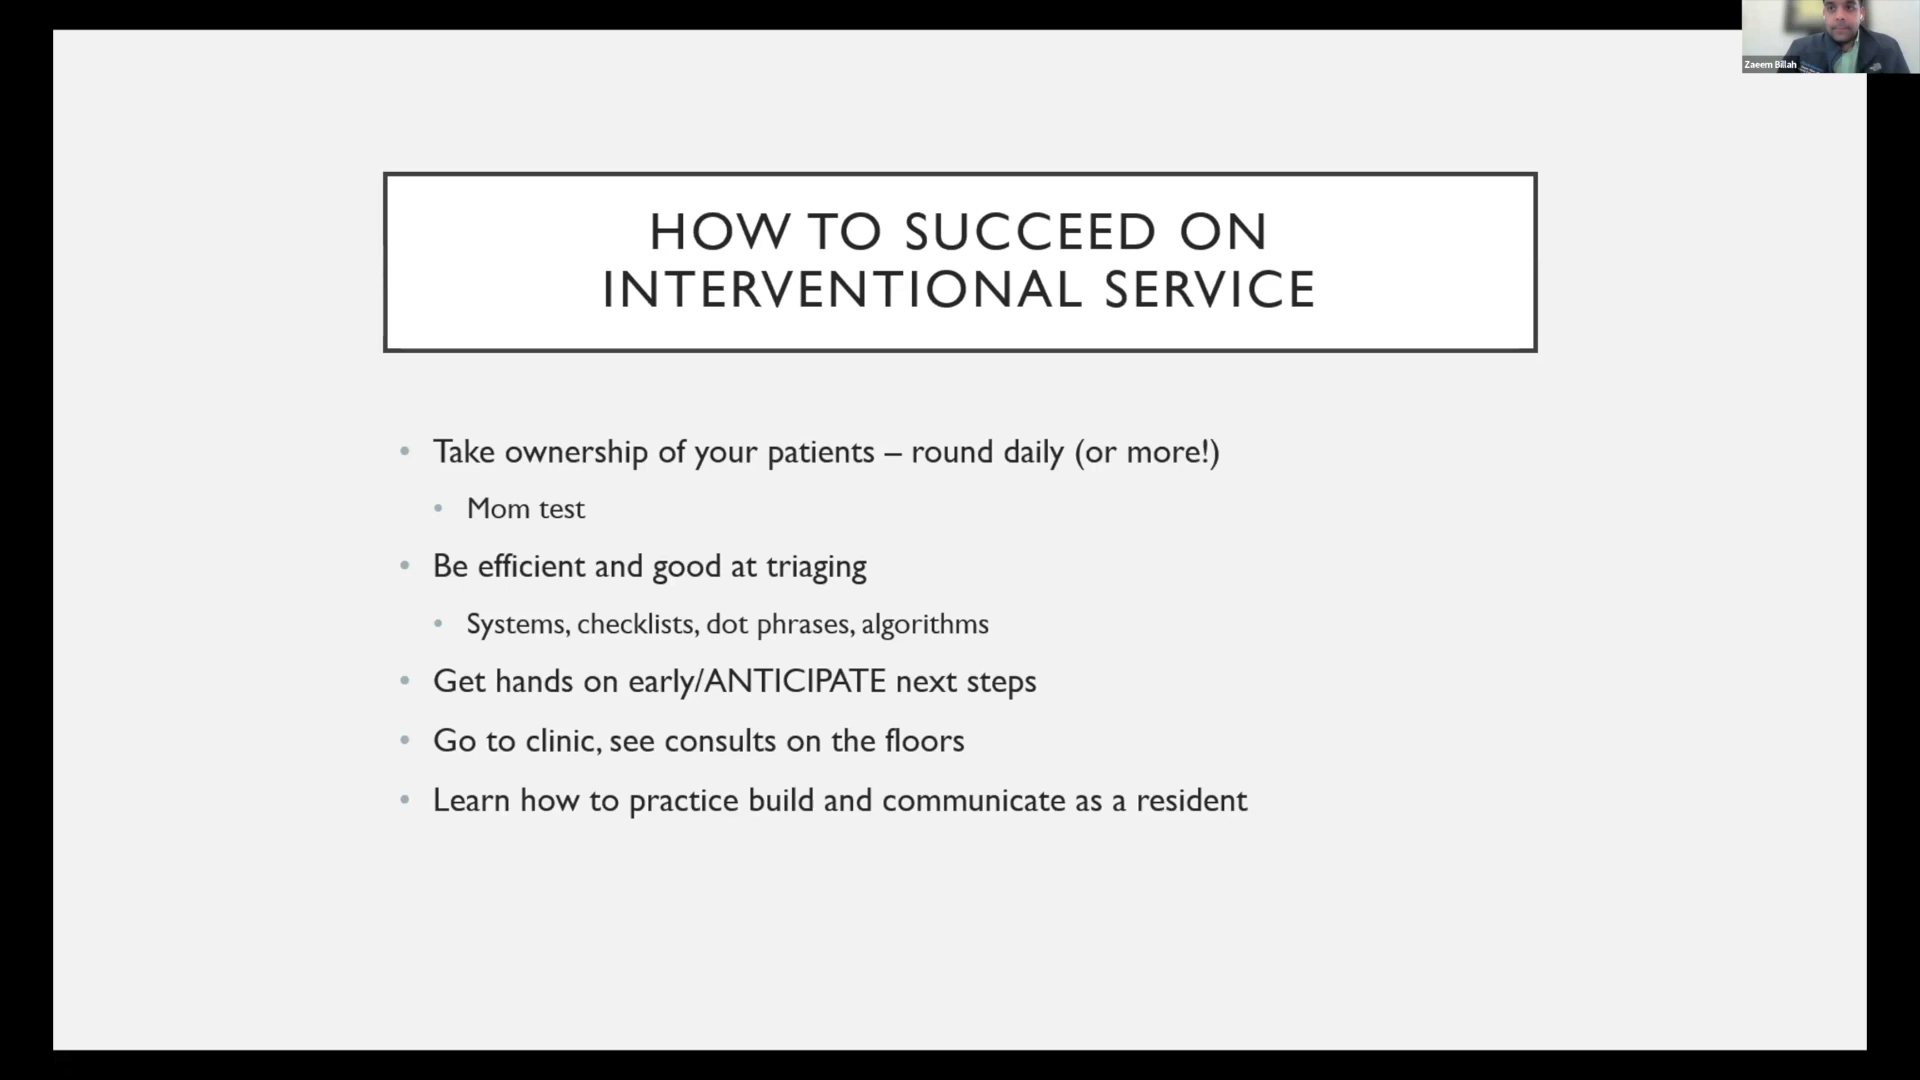 Zaeem Billah
HOW TO SUCCEED ON
INTERVENTIONAL SERVICE
• Take ownership of your patients – round daily (or more!)
• Mom test
• Be efficient and good at triaging
• Systems, checklists, dot phrases, algorithms
• Get hands on early/ANTICIPATE next steps
• Go to clinic, see consults on the floors
• Learn how to practice build and communicate as a resident